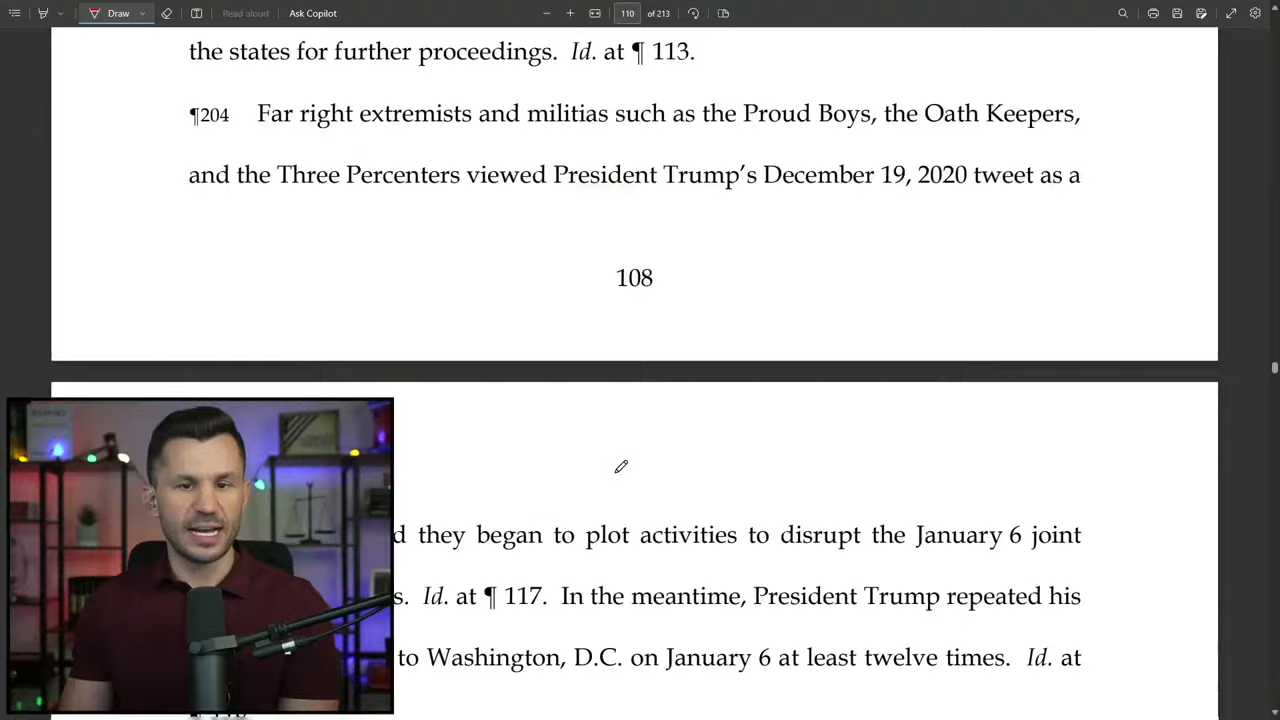 Draw
Read aloud
Ask Copilot
110 of 213
the states for further proceedings. Id. at ¶ 113.
¶204 Far right extremists and militias such as the Proud Boys, the Oath Keepers,
and the Three Percenters viewed President Trump’s December 19, 2020 tweet as a
108
d they began to plot activities to disrupt the January 6 joint
s. Id. at ¶ 117. In the meantime, President Trump repeated his
to Washington, D.C. on January 6 at least twelve times. Id. at